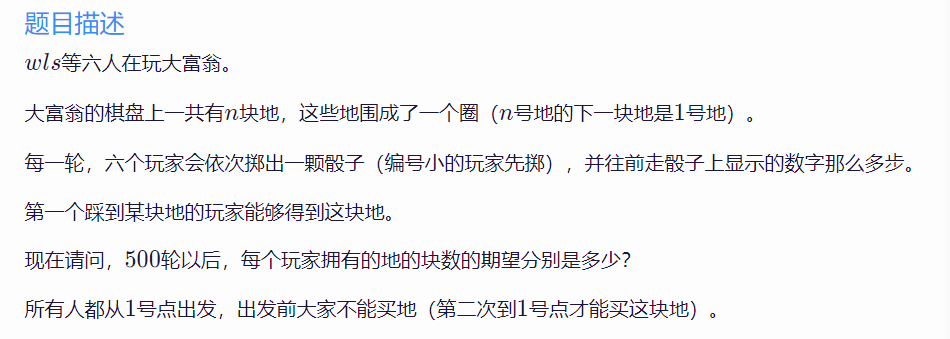 题目描述
wls等六人在玩大富翁。
大富翁的棋盘上一共有n块地，这些地围成了一个圈（n号地的下一块地是1号地）。
每一轮，六个玩家会依次掷出一颗骰子（编号小的玩家先掷），并往前走骰子上显示的数字那么多步。
第一个踩到某块地的玩家能够得到这块地。
现在请问，500轮以后，每个玩家拥有的地的块数的期望分别是多少？
所有人都从1号点出发，出发前大家不能买地（第二次到1号点才能买这块地）。